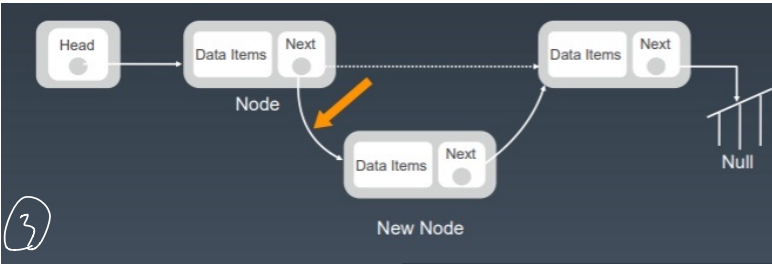 Head
Data Items Next
Node
Data Items Next
Null
Data Items Next
New Node
3